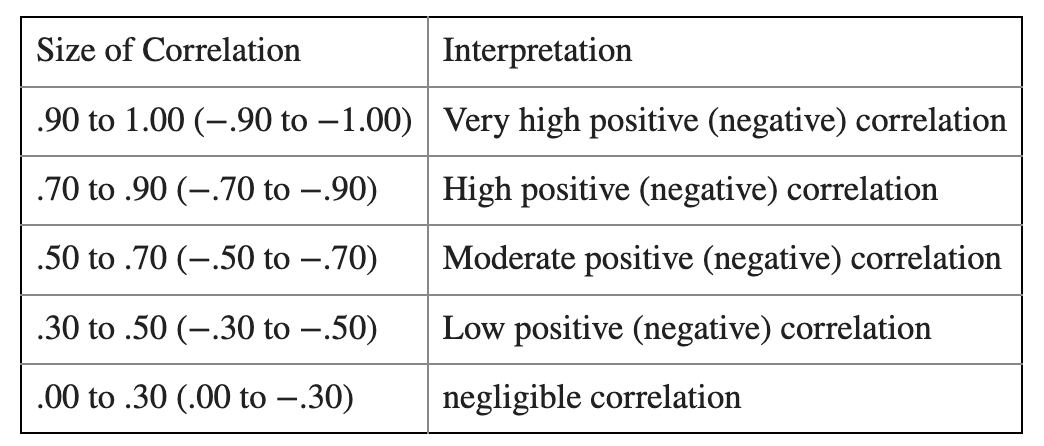 Size of Correlation Interpretation
.90 to 1.00 (−.90 to −1.00) Very high positive (negative) correlation
.70 to .90 (−.70 to −.90) High positive (negative) correlation
.50 to .70 (−.50 to −.70) Moderate positive (negative) correlation
.30 to .50 (−.30 to −.50) Low positive (negative) correlation
.00 to .30 (.00 to −.30) negligible correlation